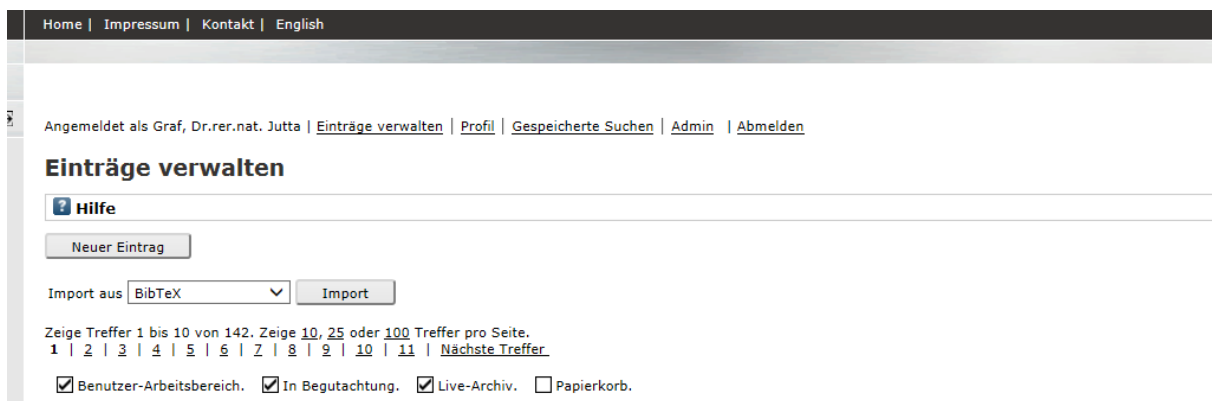 Home | Impressum | Kontakt | English
Angemeldet als Graf, Dr.rer.nat. Jutta | Einträge verwalten | Profil | Gespeicherte Suchen | Admin | Abmelden
Einträge verwalten
? Hilfe
Neuer Eintrag
Import aus BibTeX Import
Zeige Treffer 1 bis 10 von 142. Zeige 10, 25 oder 100 Treffer pro Seite.
1 | 2 | 3 | 4 | 5 | 6 | 7 | 8 | 9 | 10 | 11 | Nächste Treffer
Benutzer-Arbeitsbereich. In Begutachtung. Live-Archiv. Papierkorb.